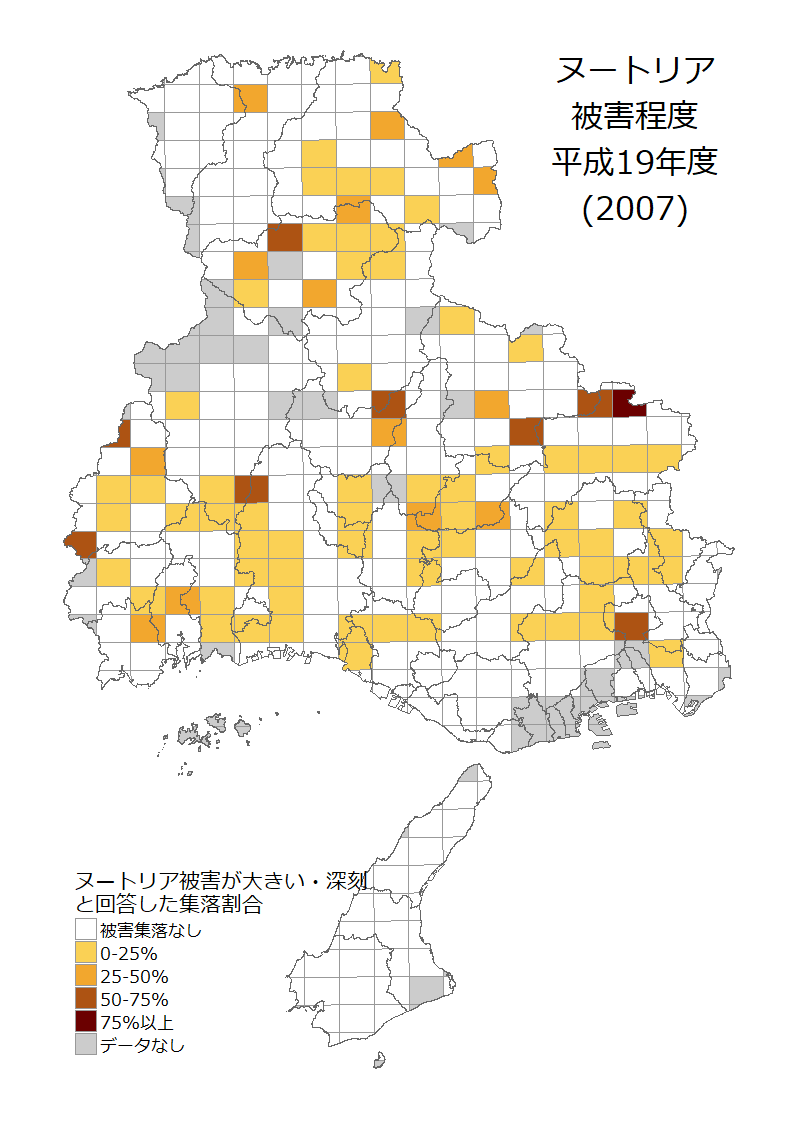 ヌートリア
被害程度
平成19年度
(2007)
ヌートリア被害が大きい・深刻
と回答した集落割合
被害集落なし
0-25%
25-50%
50-75%
75%以上
データなし